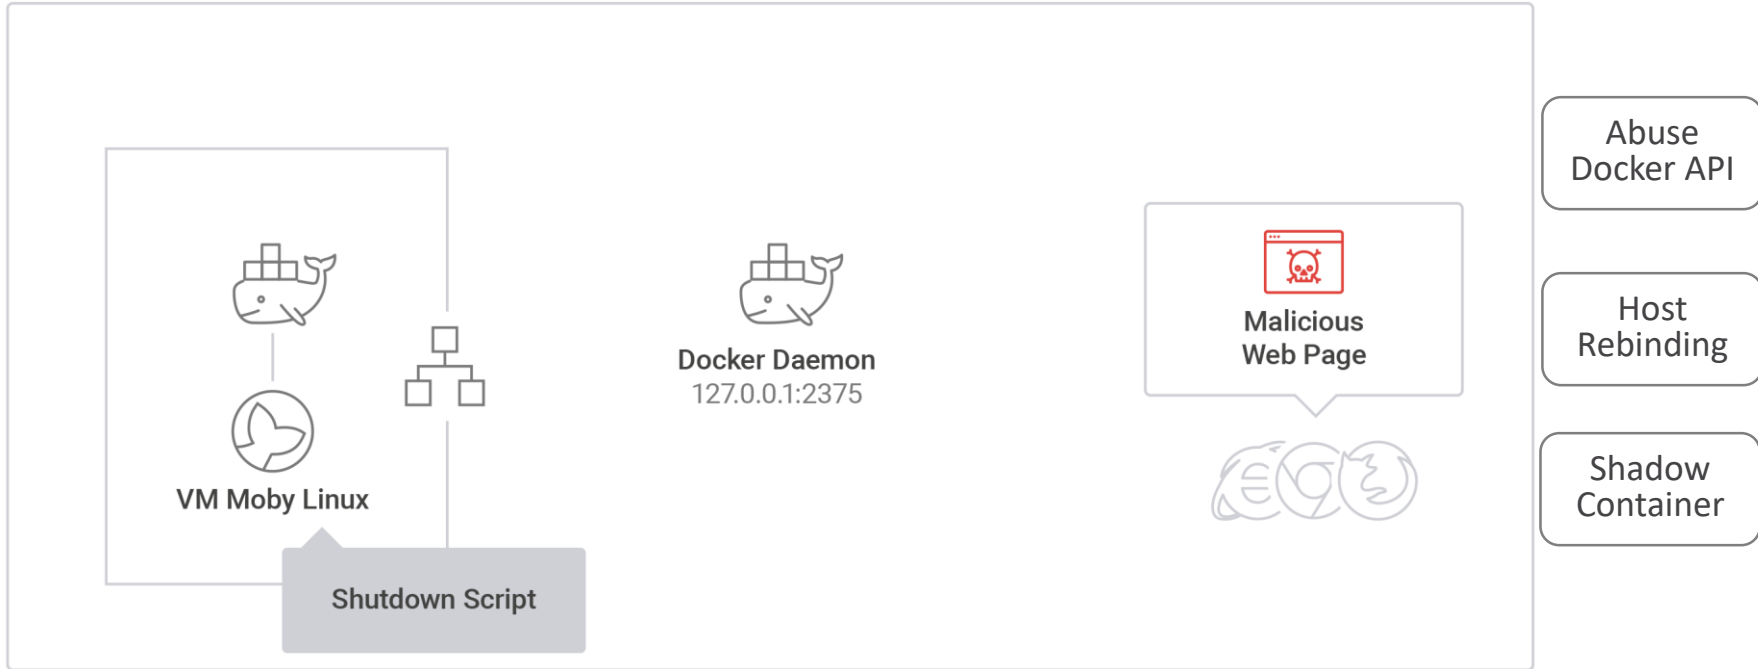 Abuse
Docker API
Malicious
Web Page
Host
Rebinding
Docker Daemon
127.0.0.1:2375
VM Moby Linux
Shadow
Container
Shutdown Script